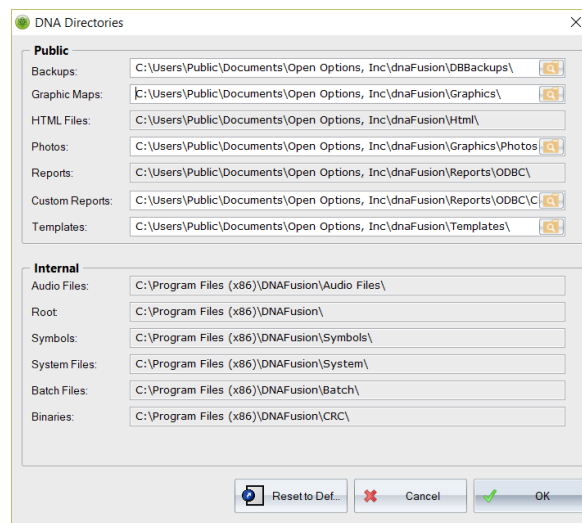 DNA Directories
Public
Backups: C:\Users\Public\Documents\Open Options, Inc\dnaFusion\DBBackups\
Graphic Maps: C:\Users\Public\Documents\Open Options, Inc\dnaFusion\Graphics\
HTML Files: C:\Users\Public\Documents\Open Options, Inc\dnaFusion\Html\
Photos: C:\Users\Public\Documents\Open Options, Inc\dnaFusion\Graphics\Photos
Reports: C:\Users\Public\Documents\Open Options, Inc\dnaFusion\Reports\ODBC\
Custom Reports: C:\Users\Public\Documents\Open Options, Inc\dnaFusion\Reports\ODBC\C
Templates: C:\Users\Public\Documents\Open Options, Inc\dnaFusion\Templates\
Internal
Audio Files: C:\Program Files (x86)\DNAFusion\Audio Files\
Root: C:\Program Files (x86)\DNAFusion\
Symbols: C:\Program Files (x86)\DNAFusion\Symbols\
System Files: C:\Program Files (x86)\DNAFusion\System\
Batch Files: C:\Program Files (x86)\DNAFusion\Batch\
Binaries: C:\Program Files (x86)\DNAFusion\CRC\
Reset to Def... Cancel OK